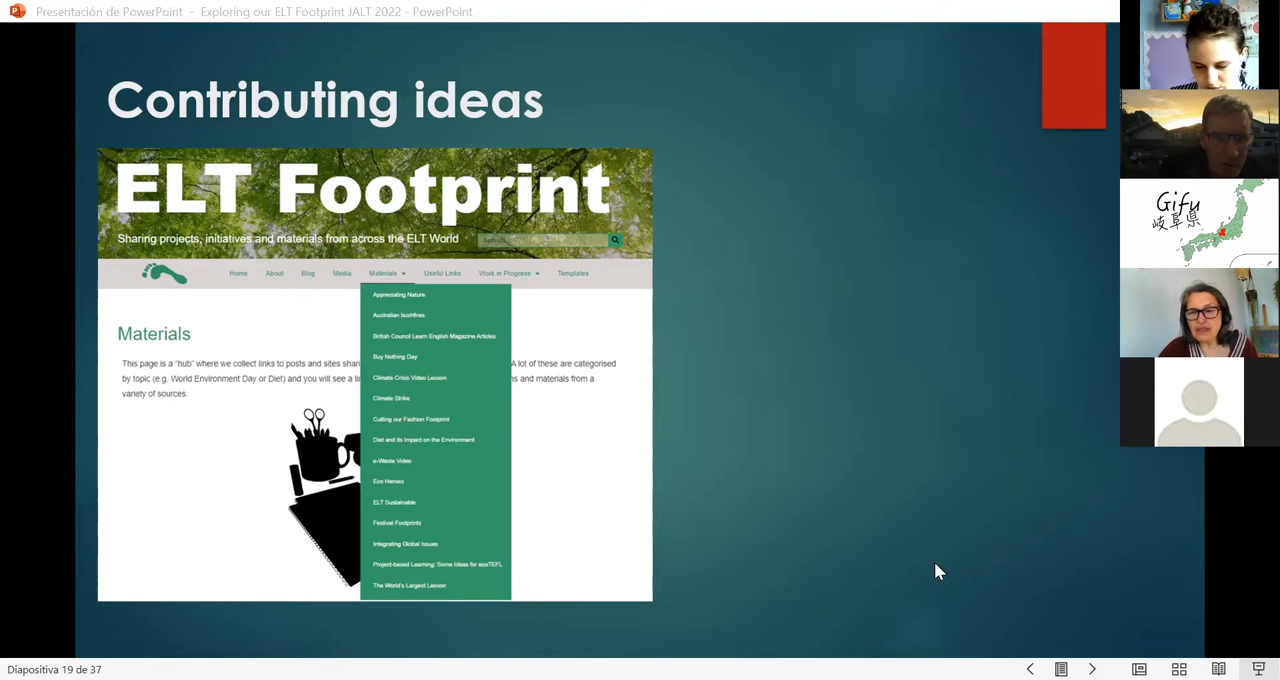 Presentación de PowerPoint - Exploring our ELT Footprint JALT 2022 - PowerPoint
Contributing ideas
ELT Footprint
Sharing projects, initiatives and materials from across the ELT World
Search...
Home About Blog Media Materials Useful Links Work in Progress Templates
Appreciating Nature
Australian bushfires
British Council Learn English Magazine Articles
Buy Nothing Day
Climate Crisis Video Lesson
Climate Strike
Cutting our Fashion Footprint
Diet and its Impact on the Environment
e-Waste Video
Eco Heroes
ELT Sustainable
Festival Footprints
Integrating Global Issues
Project-based Learning: Some Ideas for ecoTEFL
The World's Largest Lesson
Materials
This page is a "hub" where we collect links to posts and sites shar A lot of these are categorised
by topic (e.g. World Environment Day or Diet) and you will see a li s and materials from a
variety of sources.
Gifu
岐阜県
Diapositiva 19 de 37